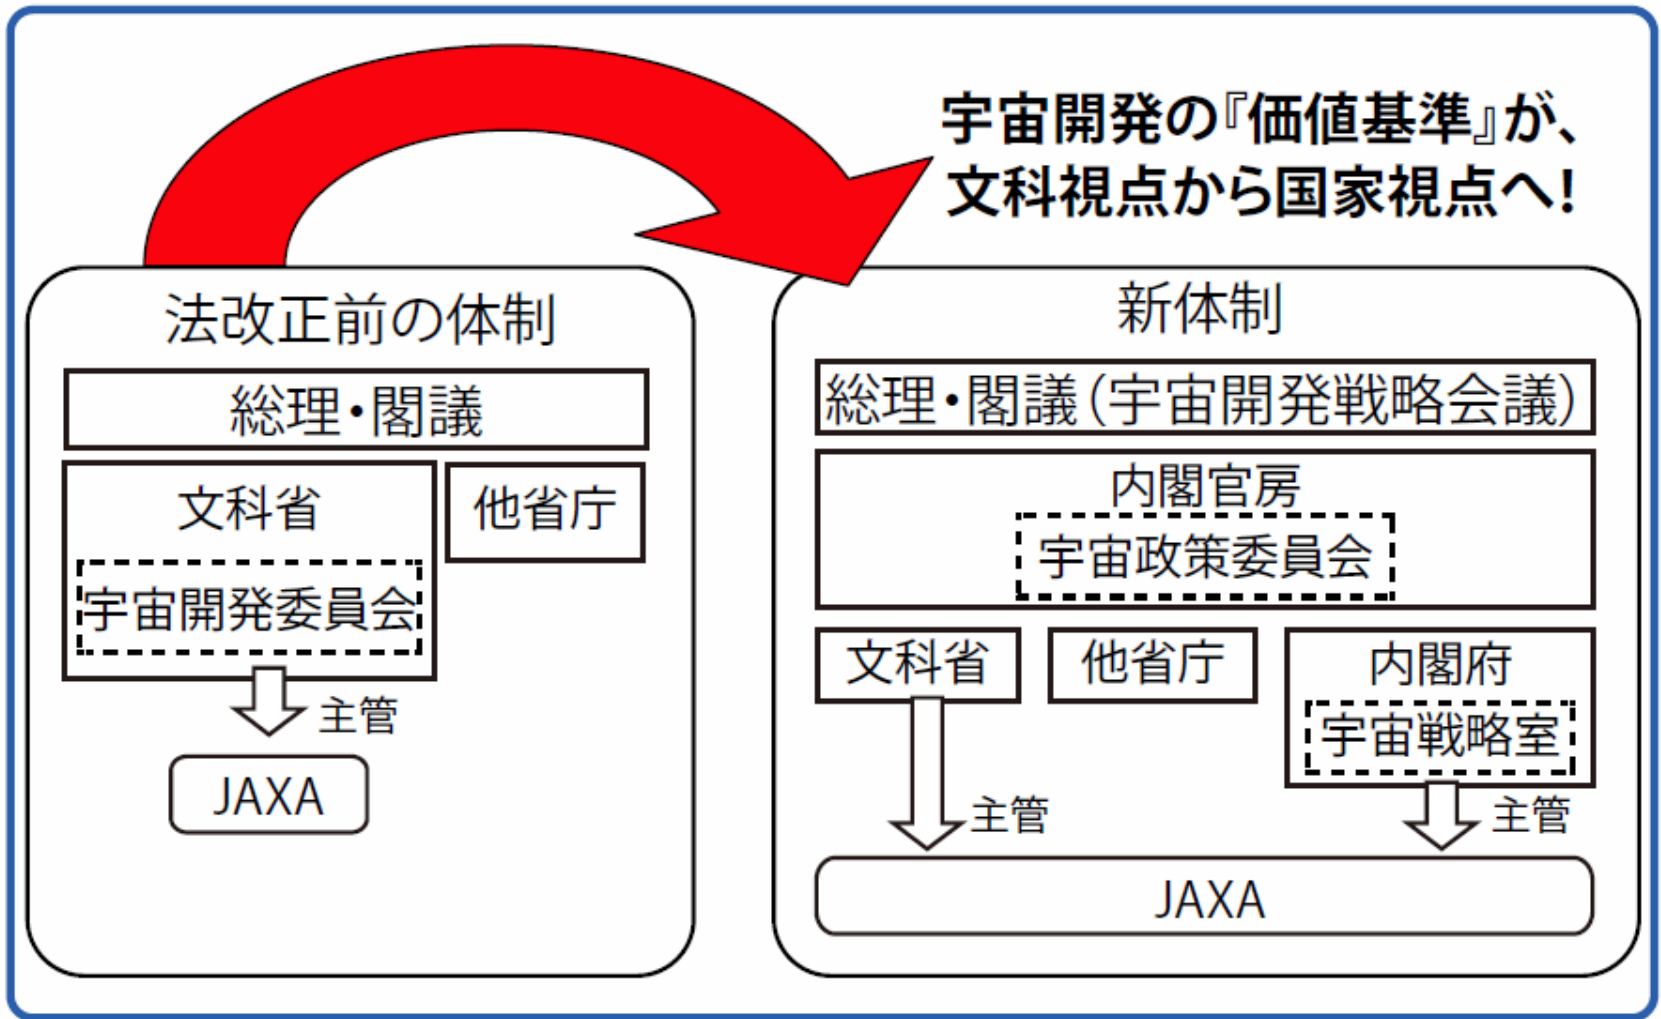 宇宙開発の『価値基準』が、
文科視点から国家視点へ!
法改正前の体制
総理・閣議
文科省
他省庁
宇宙開発委員会
主管
JAXA
新体制
総理・閣議(宇宙開発戦略会議)
内閣官房
宇宙政策委員会
文科省
他省庁
内閣府
宇宙戦略室
主管
主管
JAXA